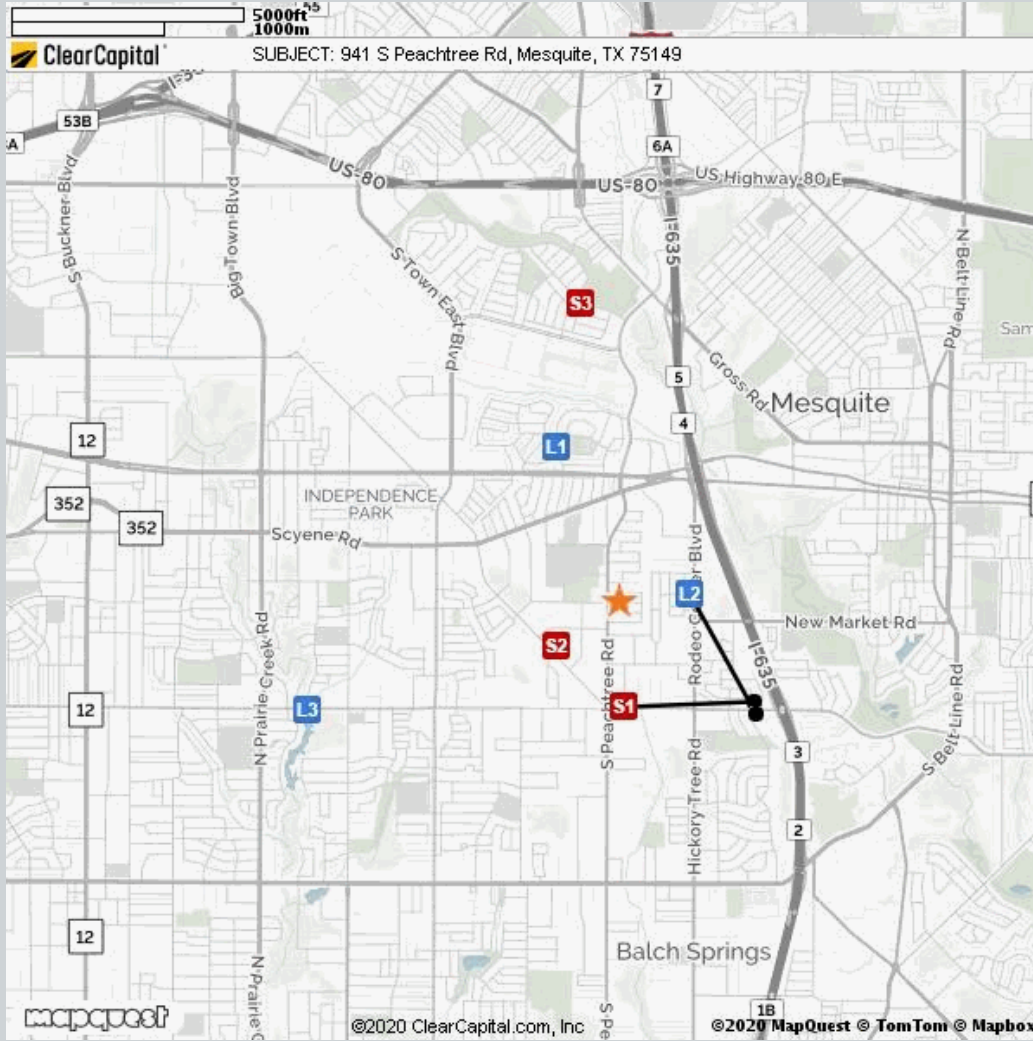 5000ft
1000m
ClearCapital
SUBJECT: 941 S Peachtree Rd, Mesquite, TX 75149
7
53B
6A
US-80
US-80
US Highway 80 E
S Buckner Blvd
Big Town Blvd
I-635
N Belt Line Rd
S Town East Blvd
S3
5
Gross Rd
Mesquite
4
12
L1
352
352
INDEPENDENCE
PARK
Scyene Rd
L2
New Market Rd
S2
I-635
N Prairie Creek Rd
S Peachtree Rd
12
L3
S1
3
Hickory Tree Rd
S Belt Line Rd
2
12
Balch Springs
1B
mapquest
©2020 ClearCapital.com, Inc
©2020 MapQuest © TomTom © Mapbox